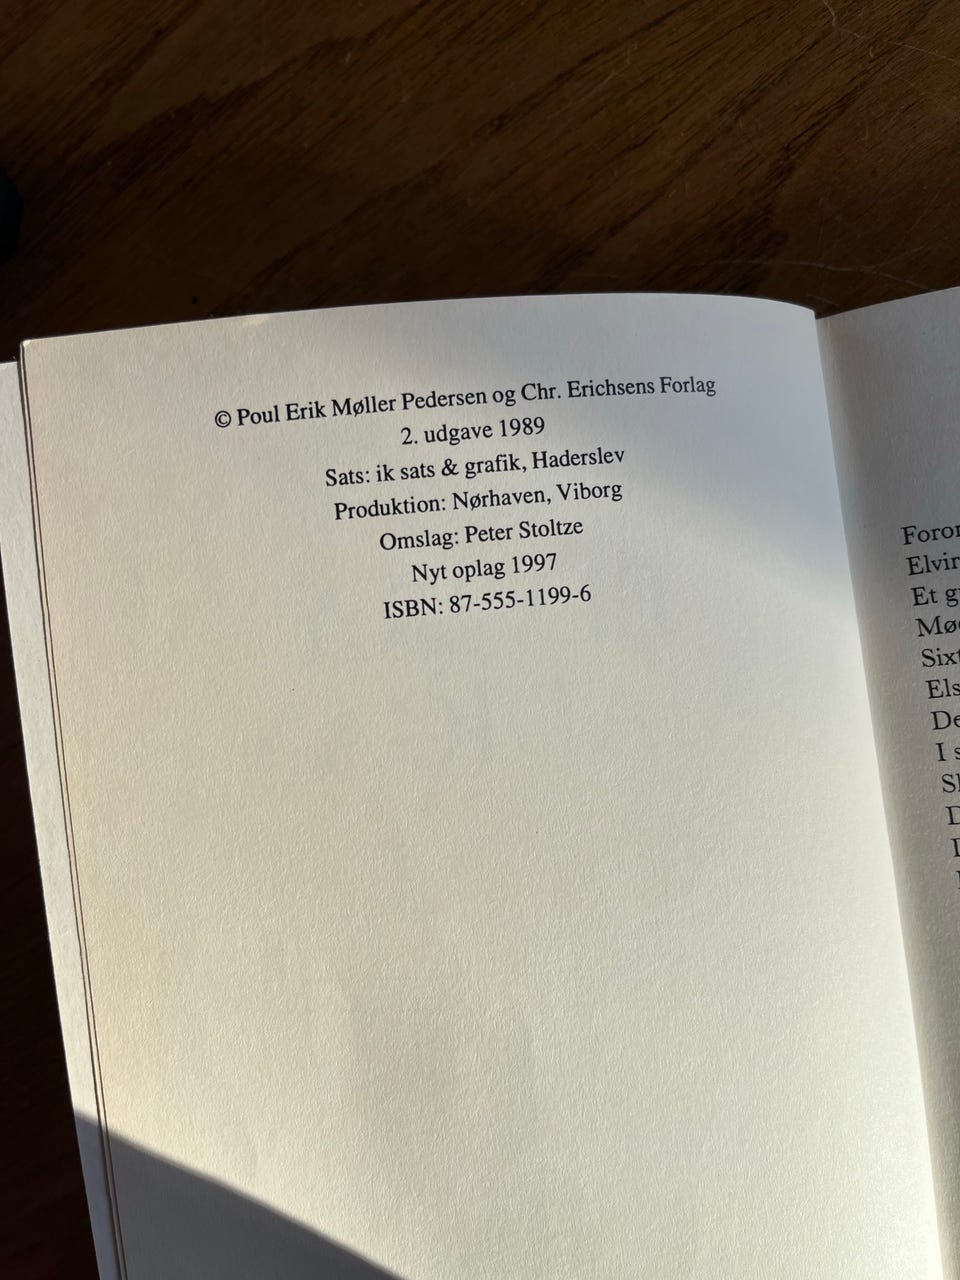 © Poul Erik Møller Pedersen og Chr. Erichsens Forlag
2. udgave 1989
Sats: ik sats & grafik, Haderslev
Produktion: Nørhaven, Viborg
Omslag: Peter Stoltze
Nyt oplag 1997
ISBN: 87-555-1199-6
Et
I